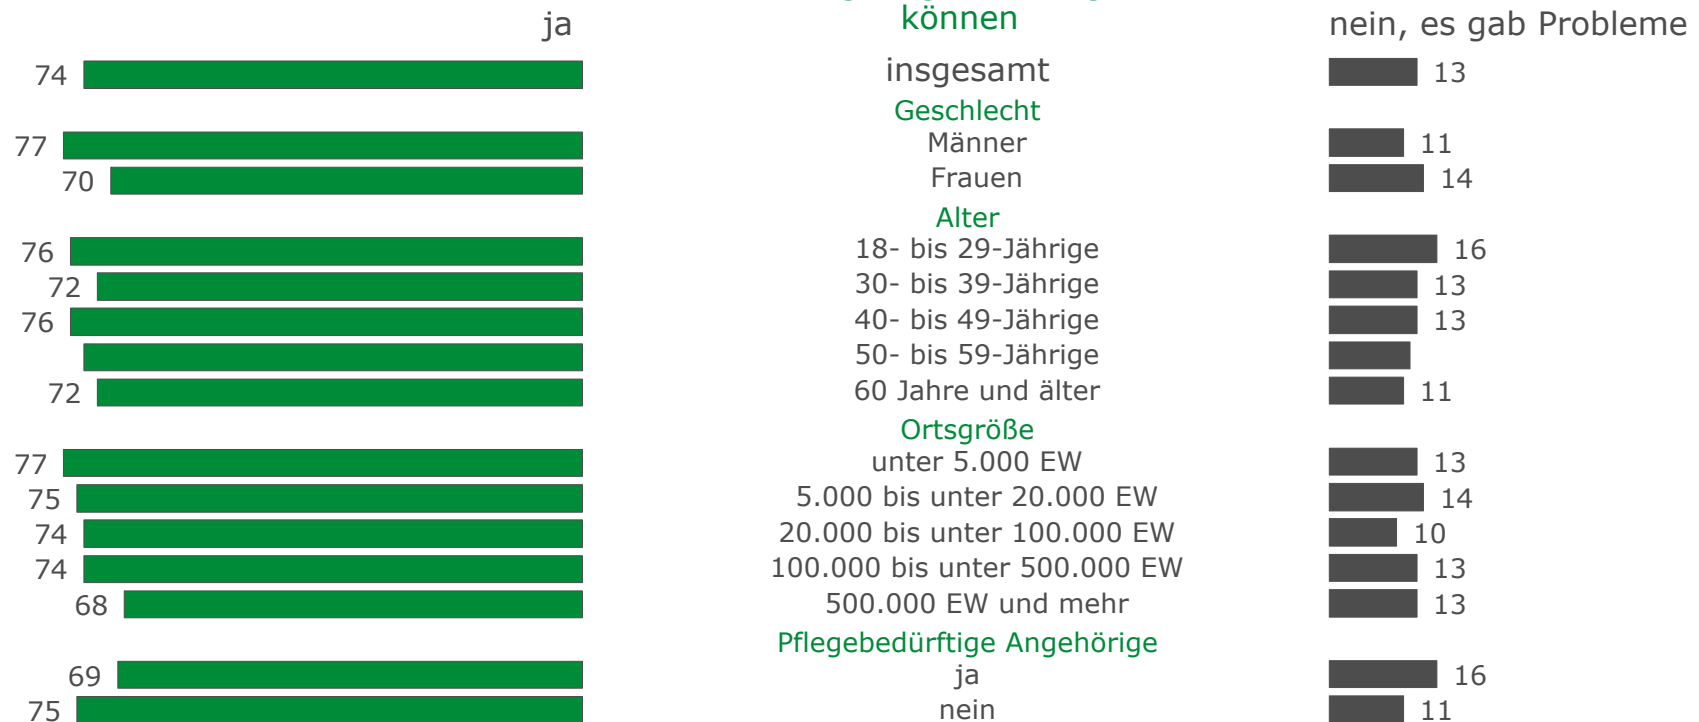 können
ja nein, es gab Probleme
74 insgesamt 13
Geschlecht
77 Männer 11
70 Frauen 14
Alter
76 18- bis 29-Jährige 16
72 30- bis 39-Jährige 13
76 40- bis 49-Jährige 13
50- bis 59-Jährige
72 60 Jahre und älter 11
Ortsgröße
77 unter 5.000 EW 13
75 5.000 bis unter 20.000 EW 14
74 20.000 bis unter 100.000 EW 10
74 100.000 bis unter 500.000 EW 13
68 500.000 EW und mehr 13
Pflegebedürftige Angehörige
69 ja 16
75 nein 11